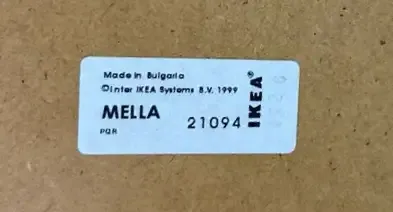 Made in Bulgaria
©Inter IKEA Systems B.V. 1999
MELLA
21094
PQR
IKEA®